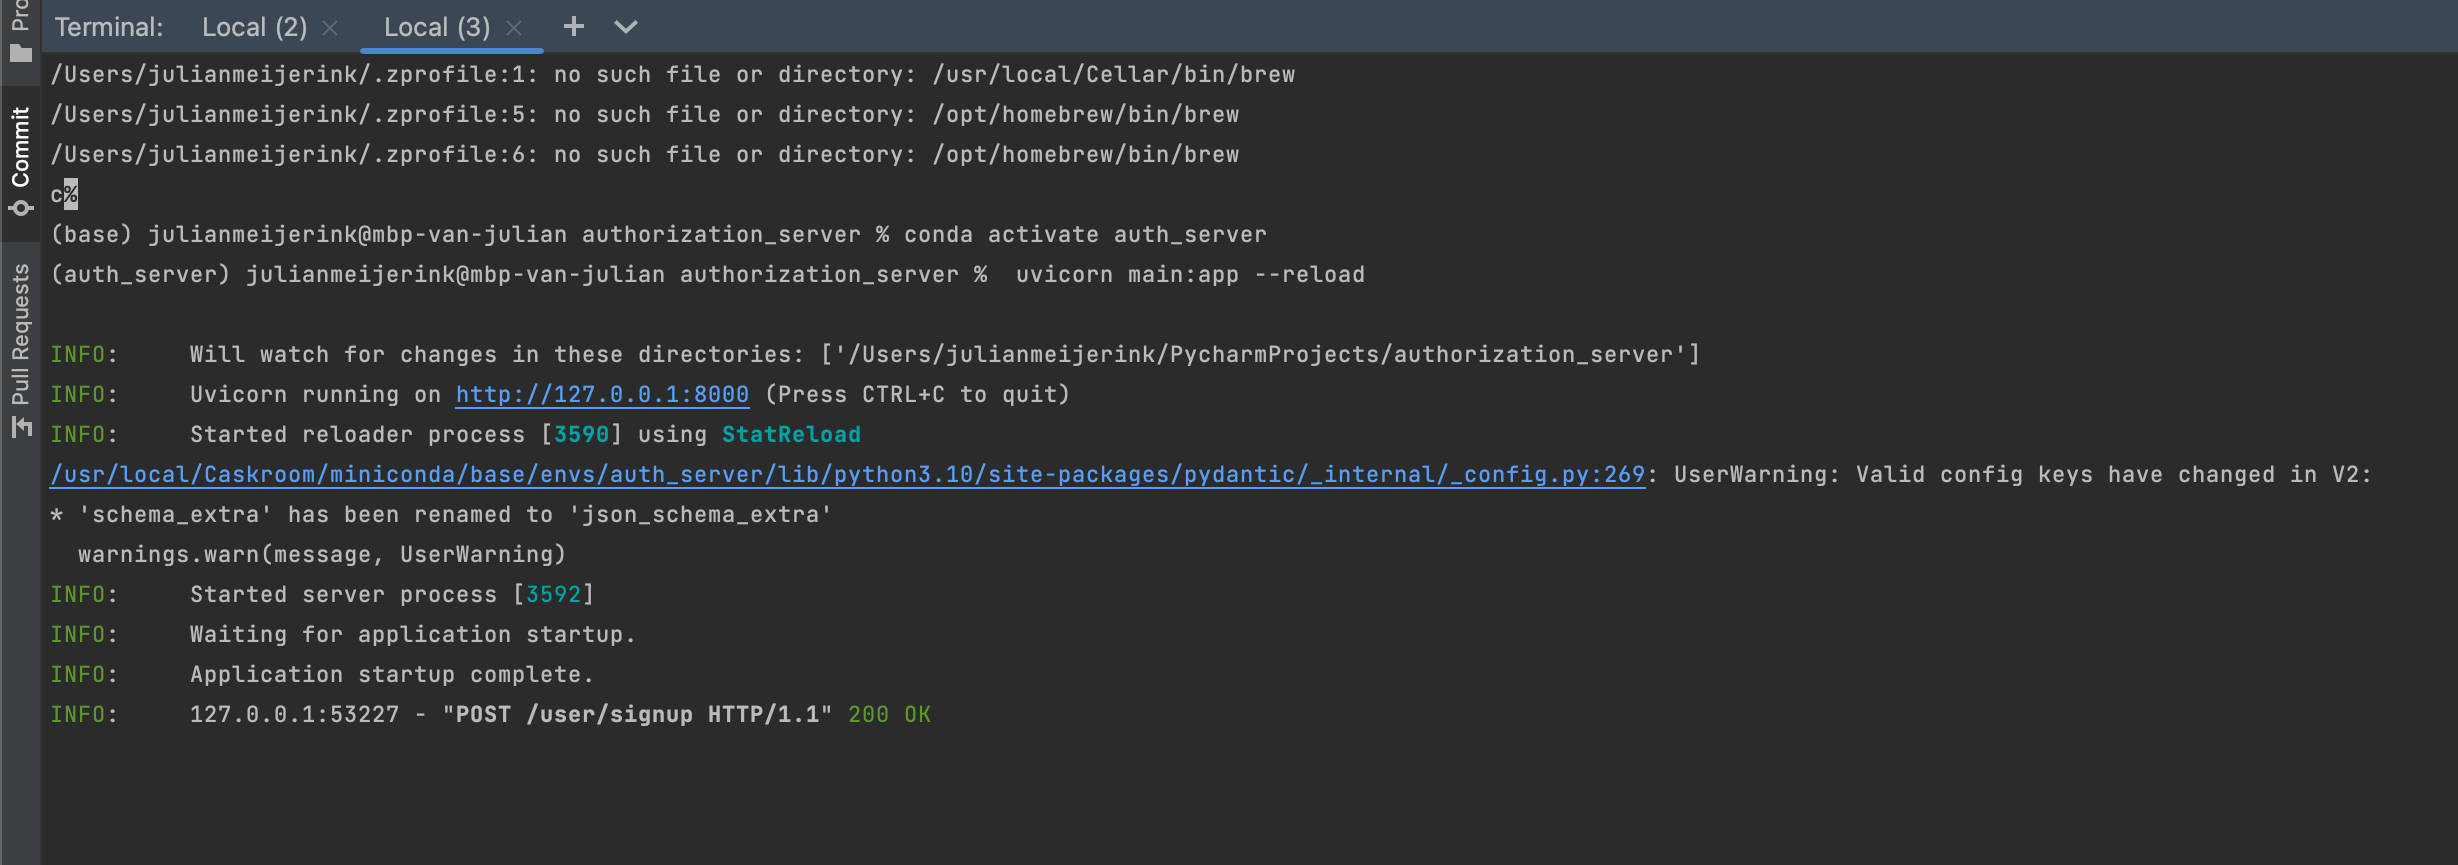 Terminal: Local (2) × Local (3) × +
Commit
Pull Requests
/Users/julianmeijerink/.zprofile:1: no such file or directory: /usr/local/Cellar/bin/brew
/Users/julianmeijerink/.zprofile:5: no such file or directory: /opt/homebrew/bin/brew
/Users/julianmeijerink/.zprofile:6: no such file or directory: /opt/homebrew/bin/brew
c%
(base) julianmeijerink@mbp-van-julian authorization_server % conda activate auth_server
(auth_server) julianmeijerink@mbp-van-julian authorization_server %  uvicorn main:app --reload
INFO:     Will watch for changes in these directories: ['/Users/julianmeijerink/PycharmProjects/authorization_server']
INFO:     Uvicorn running on http://127.0.0.1:8000 (Press CTRL+C to quit)
INFO:     Started reloader process [3590] using StatReload
/usr/local/Caskroom/miniconda/base/envs/auth_server/lib/python3.10/site-packages/pydantic/_internal/_config.py:269: UserWarning: Valid config keys have changed in V2:
* 'schema_extra' has been renamed to 'json_schema_extra'
  warnings.warn(message, UserWarning)
INFO:     Started server process [3592]
INFO:     Waiting for application startup.
INFO:     Application startup complete.
INFO:     127.0.0.1:53227 - "POST /user/signup HTTP/1.1" 200 OK